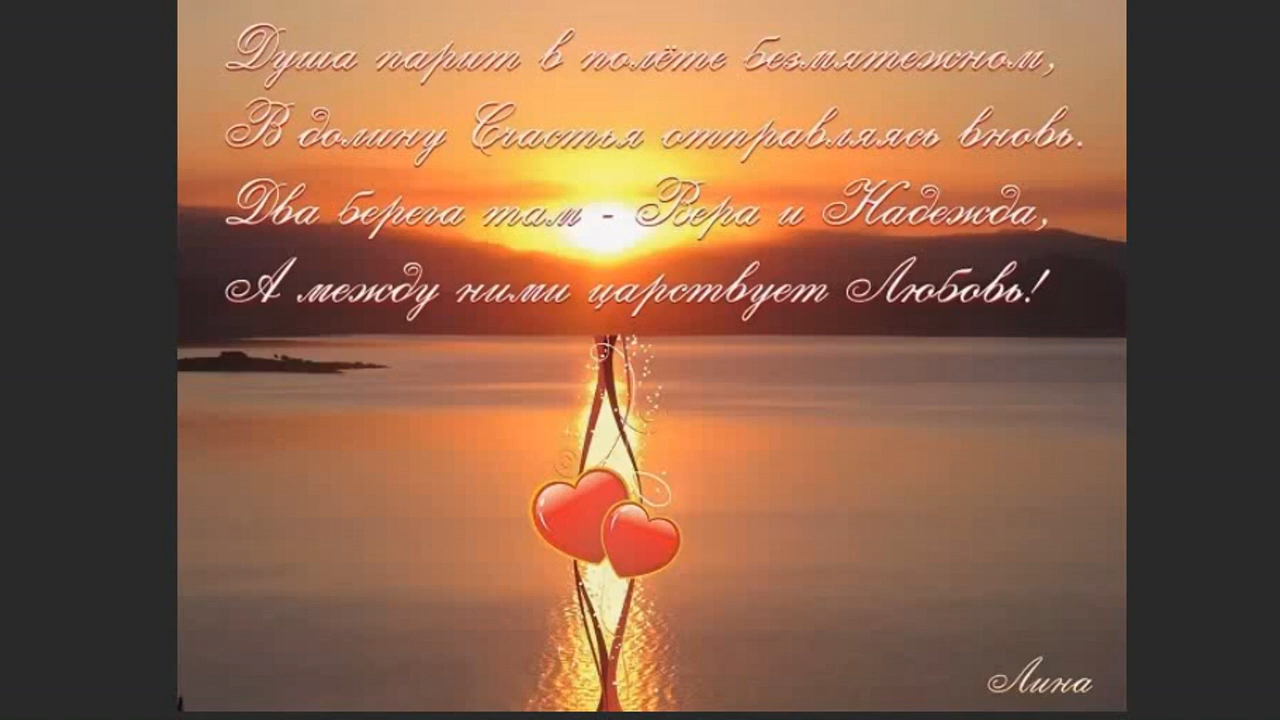 Душа парит в полёте безмятежном,
В долину Счастья отправляясь вновь.
Два берега там - Вера и Надежда,
А между ними царствует Любовь!
Лина